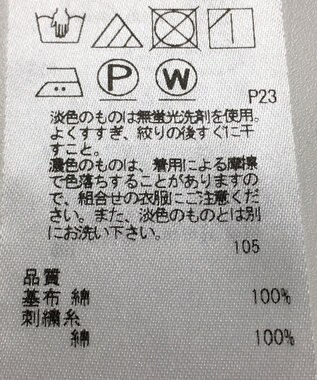 P W
P23
淡色のものは無蛍光洗剤を使用。
よくすすぎ、絞りの後すぐに干
すこと。
濃色のものは、着用による摩擦
で色落ちすることがありますの
で、組合せの衣服にご注意くだ
さい。また、淡色のものとは別
にお洗い下さい。
105
品質
基布 綿 100%
刺繍糸
綿 100%